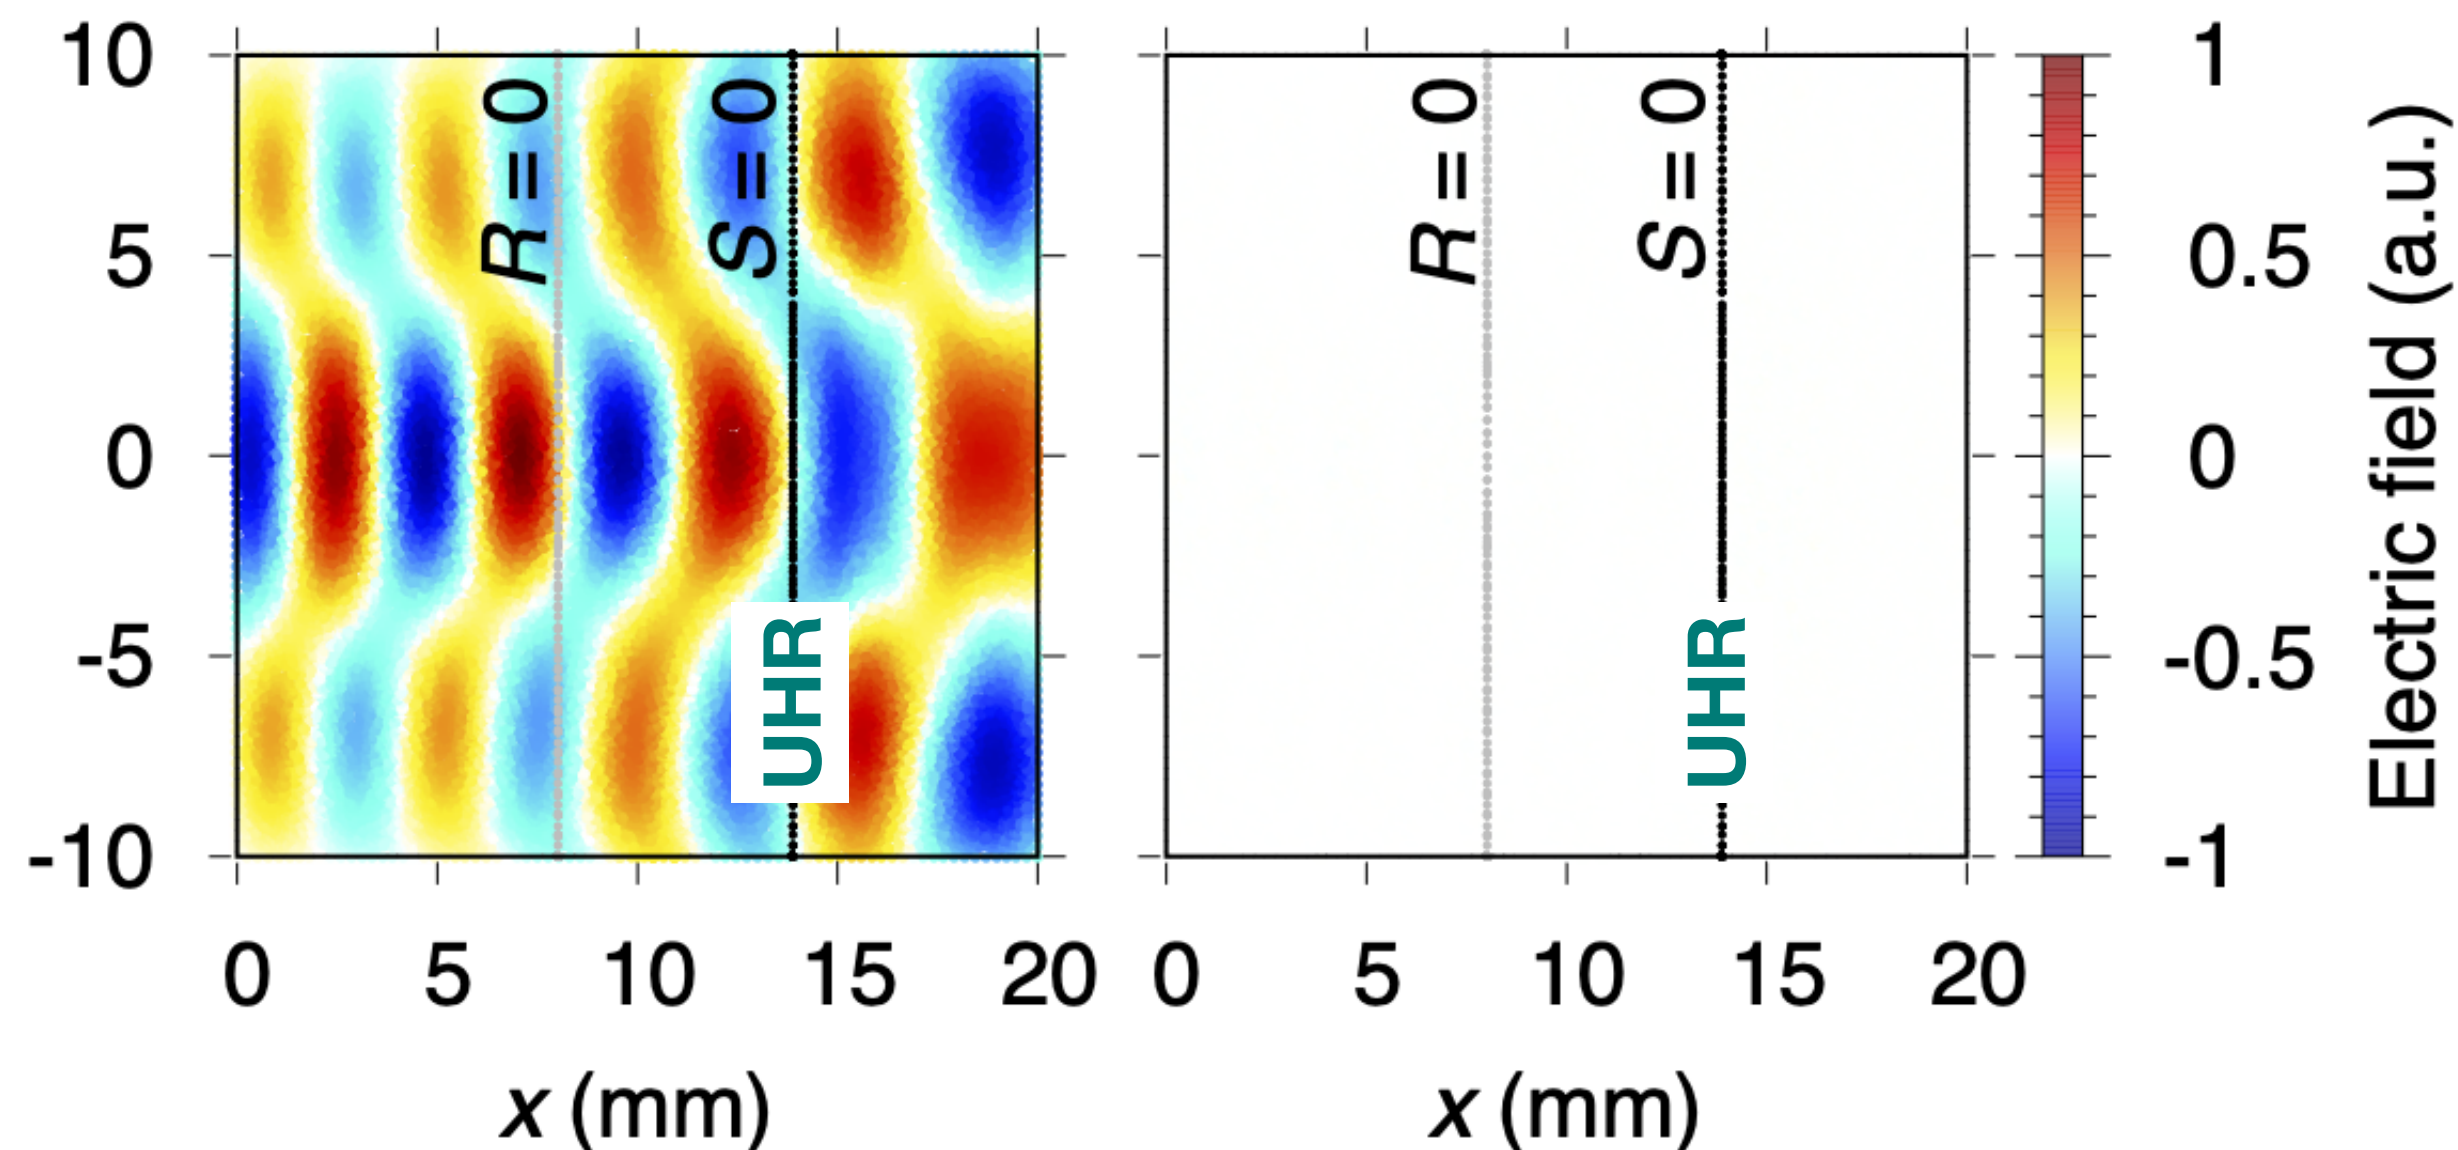 10
5
0
-5
-10
R = 0
S = 0
UHR
0 5 10 15 20
x (mm)
R = 0
S = 0
UHR
0 5 10 15 20
x (mm)
1
0.5
0
-0.5
-1
Electric field (a.u.)